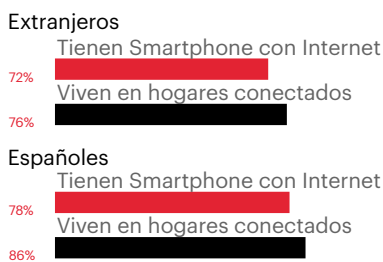 Extranjeros
Tienen Smartphone con Internet
72%
Viven en hogares conectados
76%
Españoles
Tienen Smartphone con Internet
78%
Viven en hogares conectados
86%